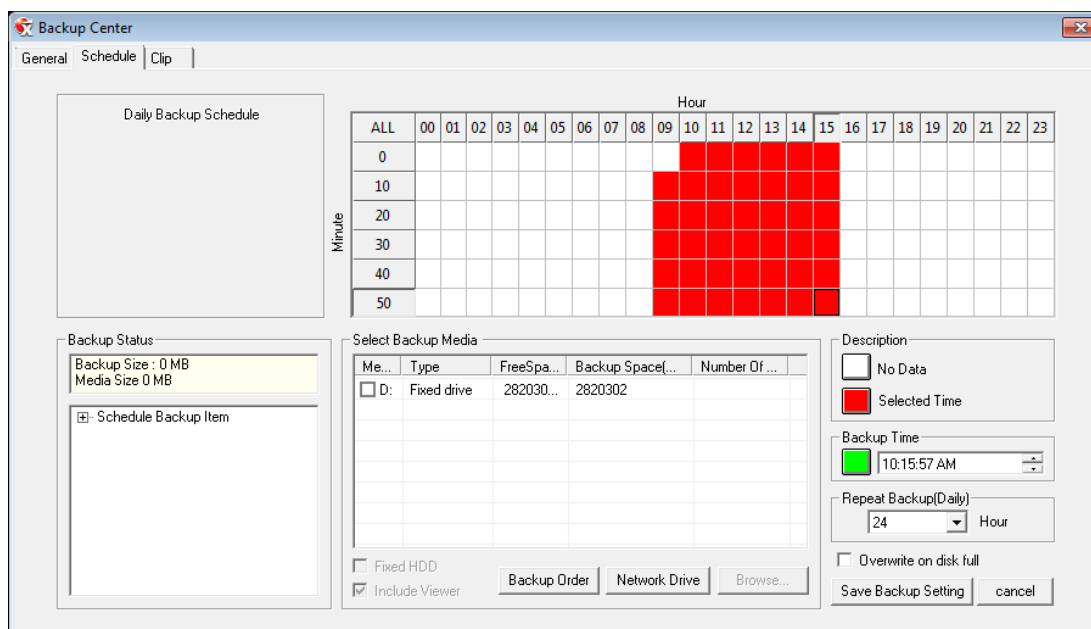 Backup Center
General Schedule Clip
Daily Backup Schedule
Hour
ALL 00 01 02 03 04 05 06 07 08 09 10 11 12 13 14 15 16 17 18 19 20 21 22 23
Minute
0
10
20
30
40
50
Backup Status
Backup Size : 0 MB
Media Size 0 MB
Schedule Backup Item
Select Backup Media
Me... Type FreeSpa... Backup Space(... Number Of ...
D: Fixed drive 282030... 2820302
Fixed HDD
Include Viewer
Backup Order Network Drive Browse...
Description
No Data
Selected Time
Backup Time
10:15:57 AM
Repeat Backup(Daily)
24 Hour
Overwrite on disk full
Save Backup Setting cancel